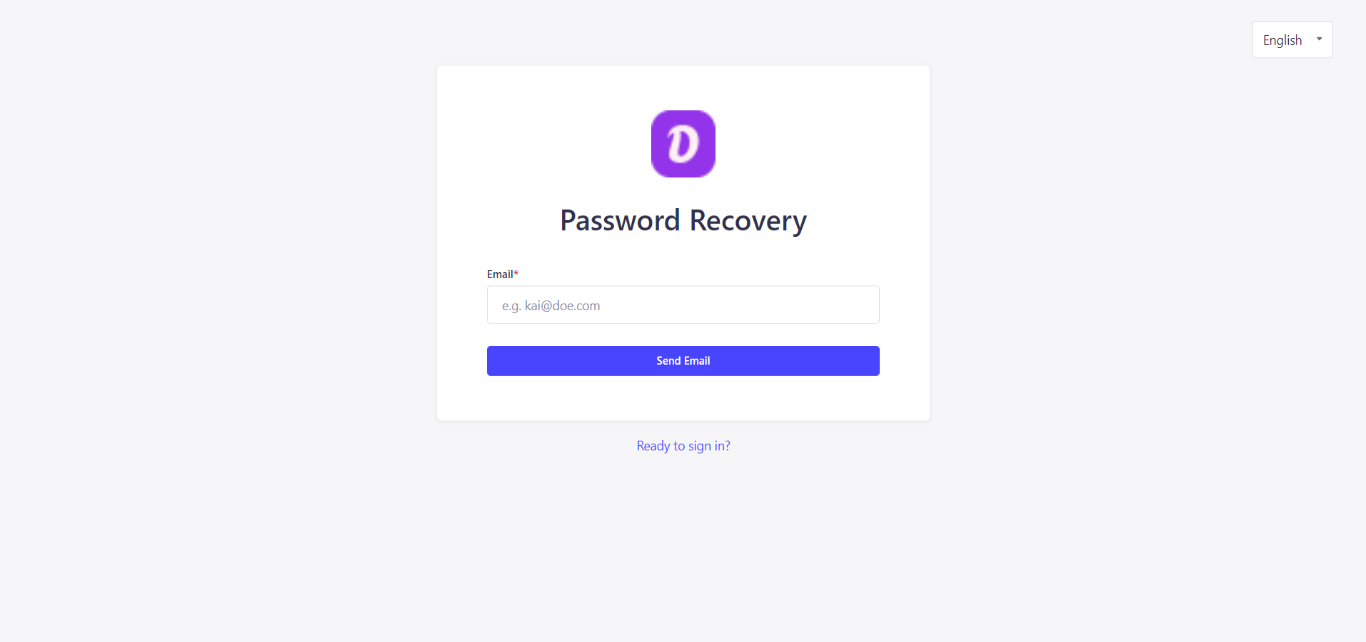 English
D
Password Recovery
Email*
e.g. kai@doe.com
Send Email
Ready to sign in?